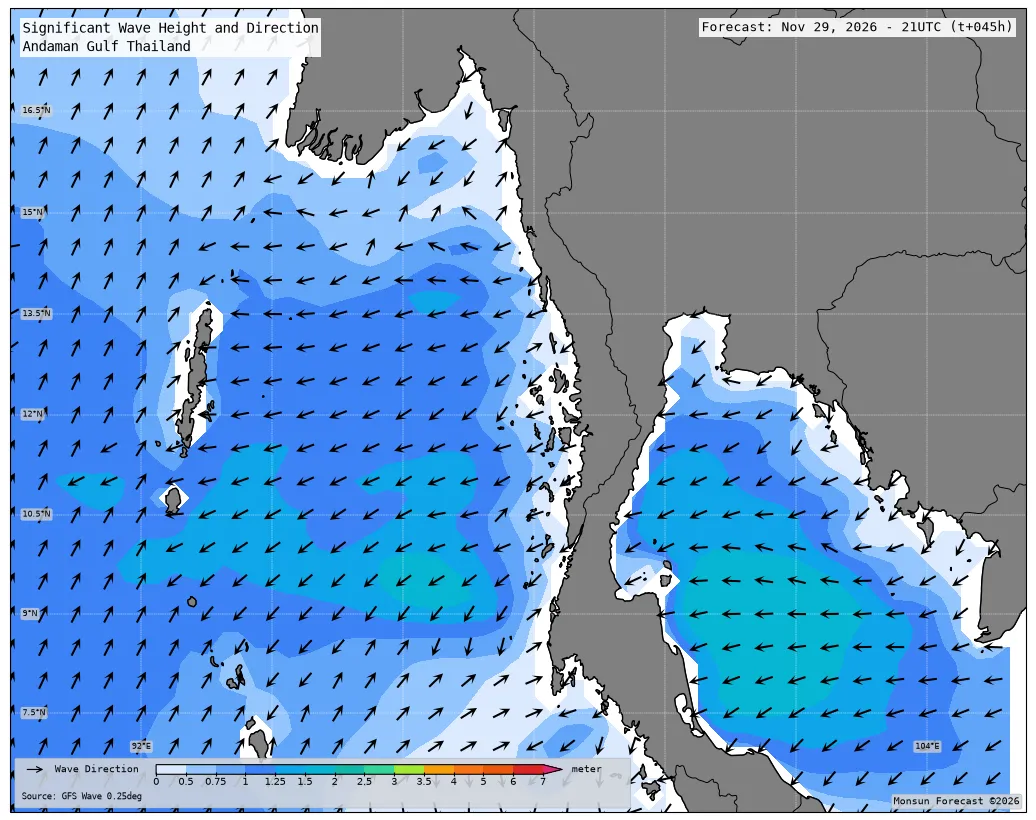 Significant Wave Height and Direction
Andaman Gulf Thailand
Forecast: Nov 29, 2026 - 21UTC (t+045h)
16.5°N
15°N
13.5°N
12°N
10.5°N
9°N
7.5°N
92°E
104°E
Wave Direction
0.5 0.75 1 1.25 1.5 2 2.5 3 3.5 4 5 6 7 meter
Source: GFS Wave 0.25deg
Monsun Forecast ©2026